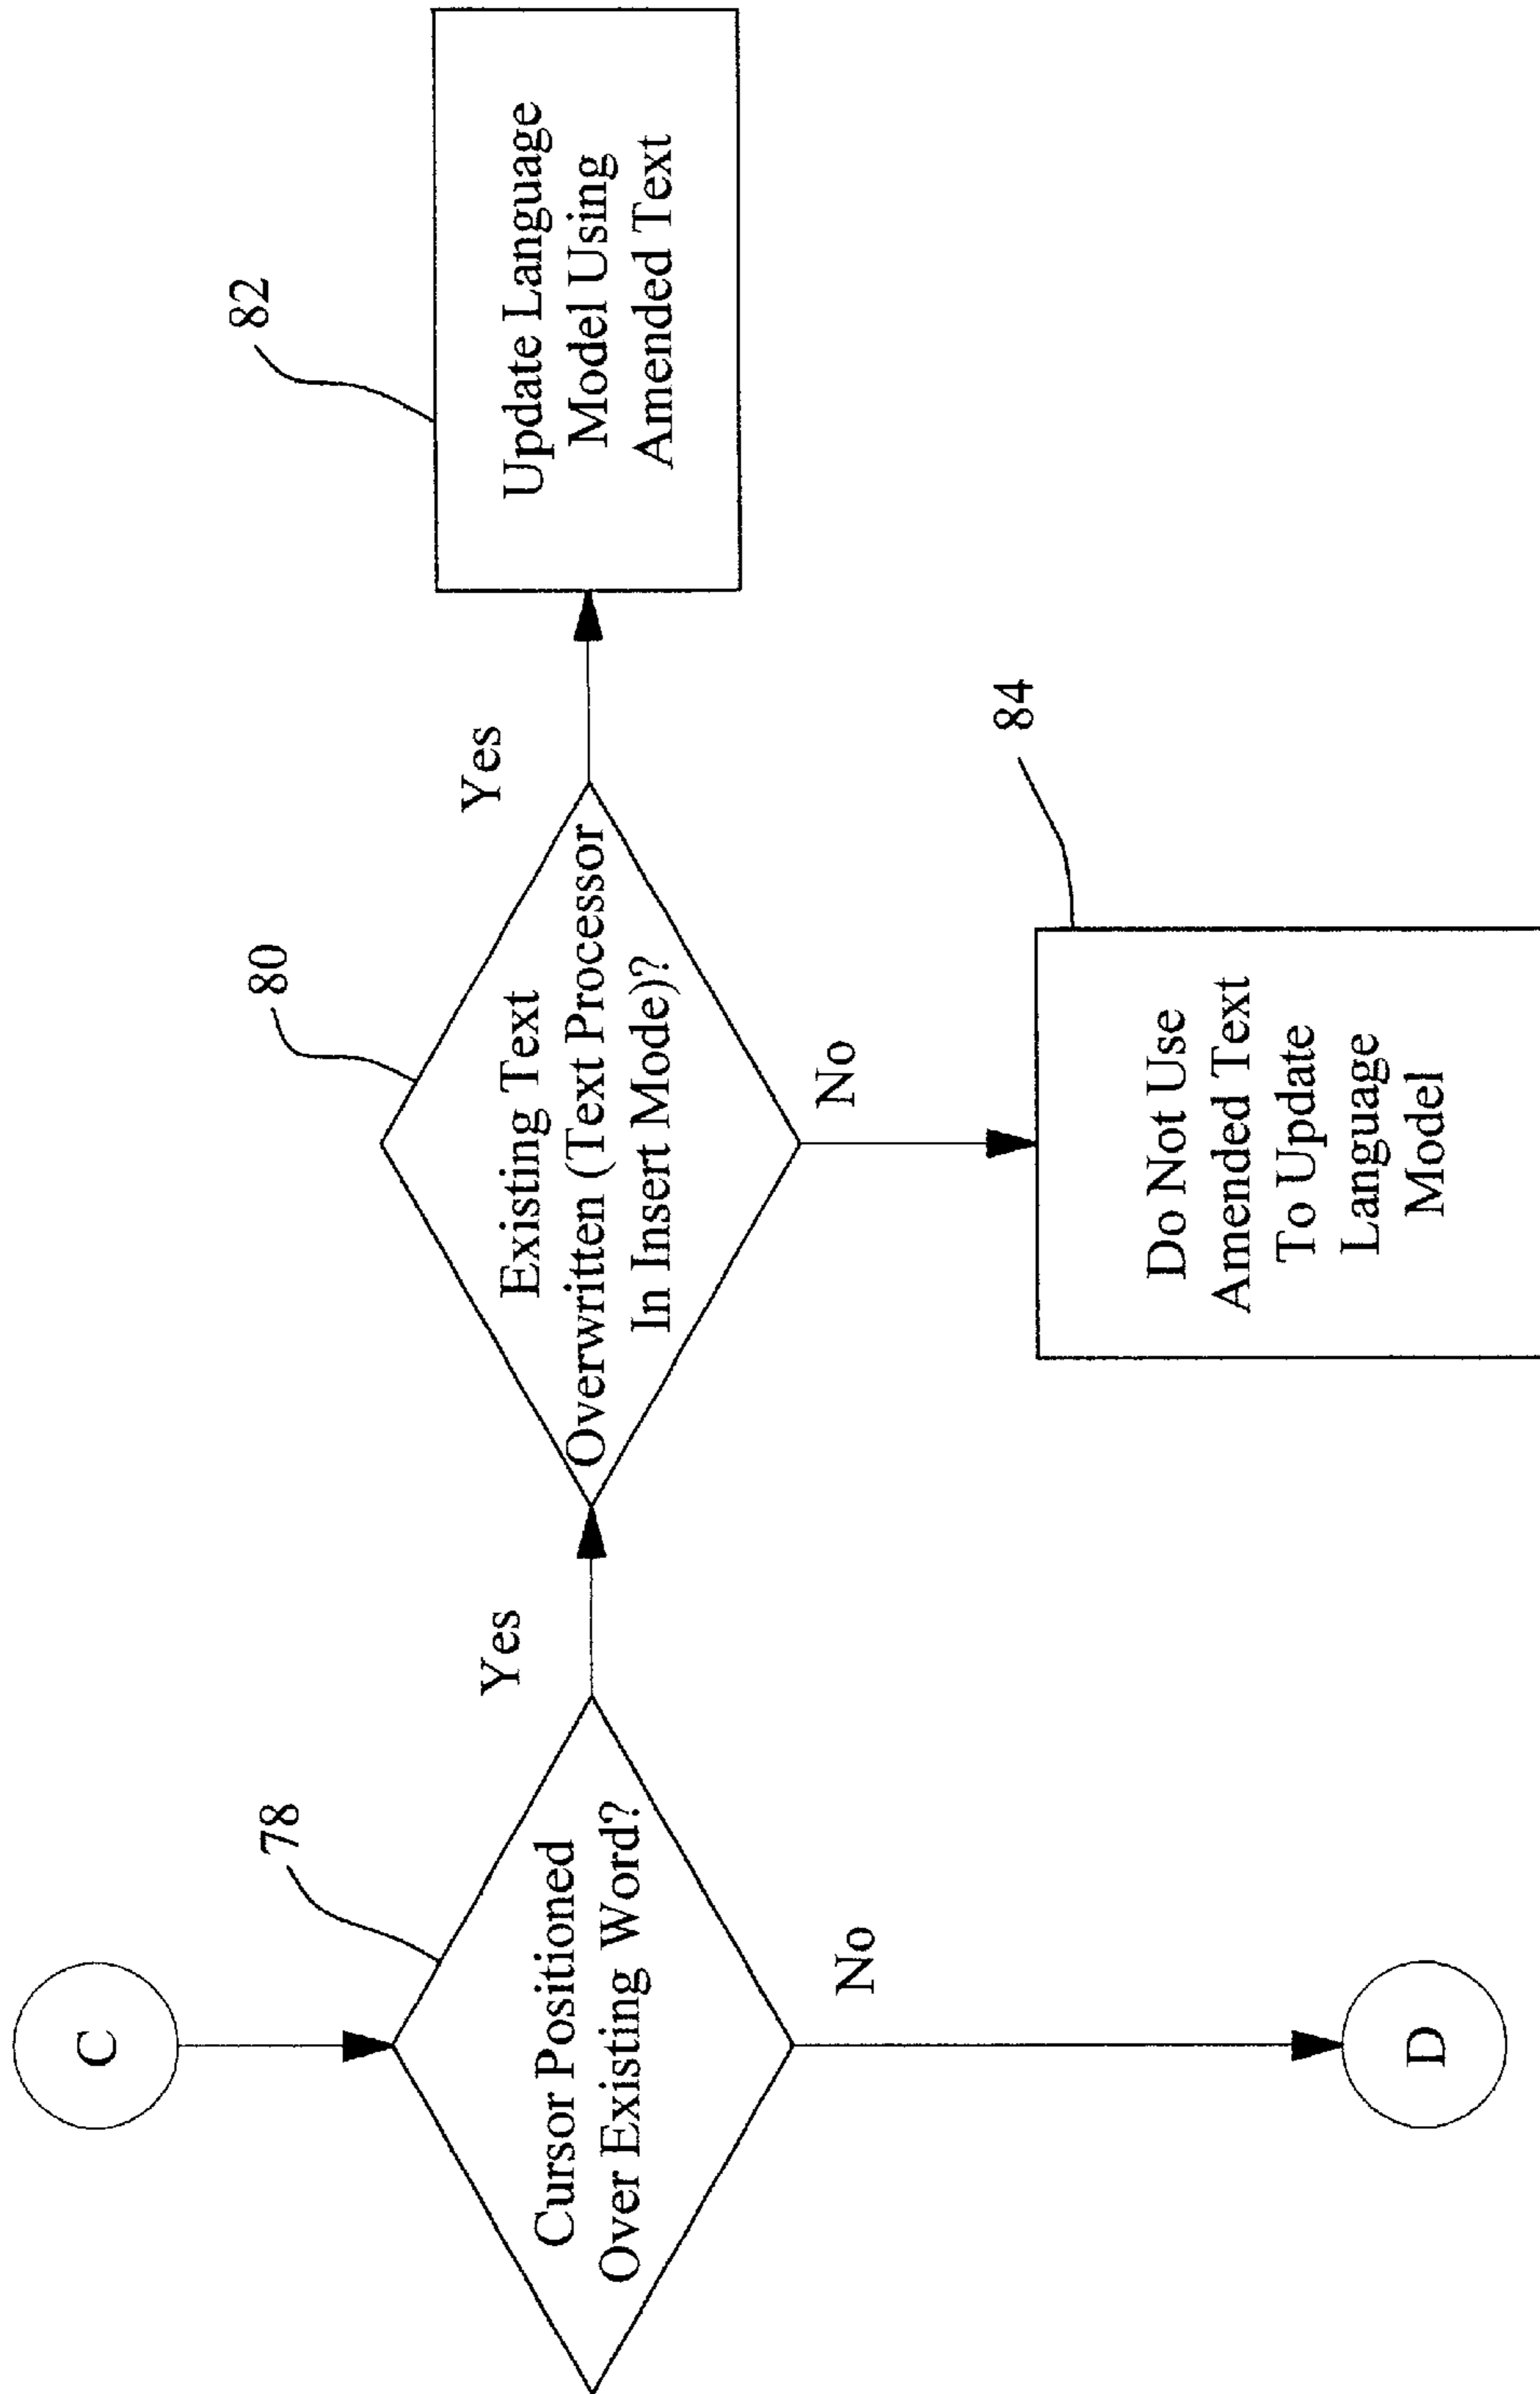 C
78
Cursor Positioned
Over Existing Word?
Yes
No
D
80
Existing Text
Overwritten (Text Processor
In Insert Mode)?
Yes
No
82
Update Language
Model Using
Amended Text
84
Do Not Use
Amended Text
To Update
Language
Model